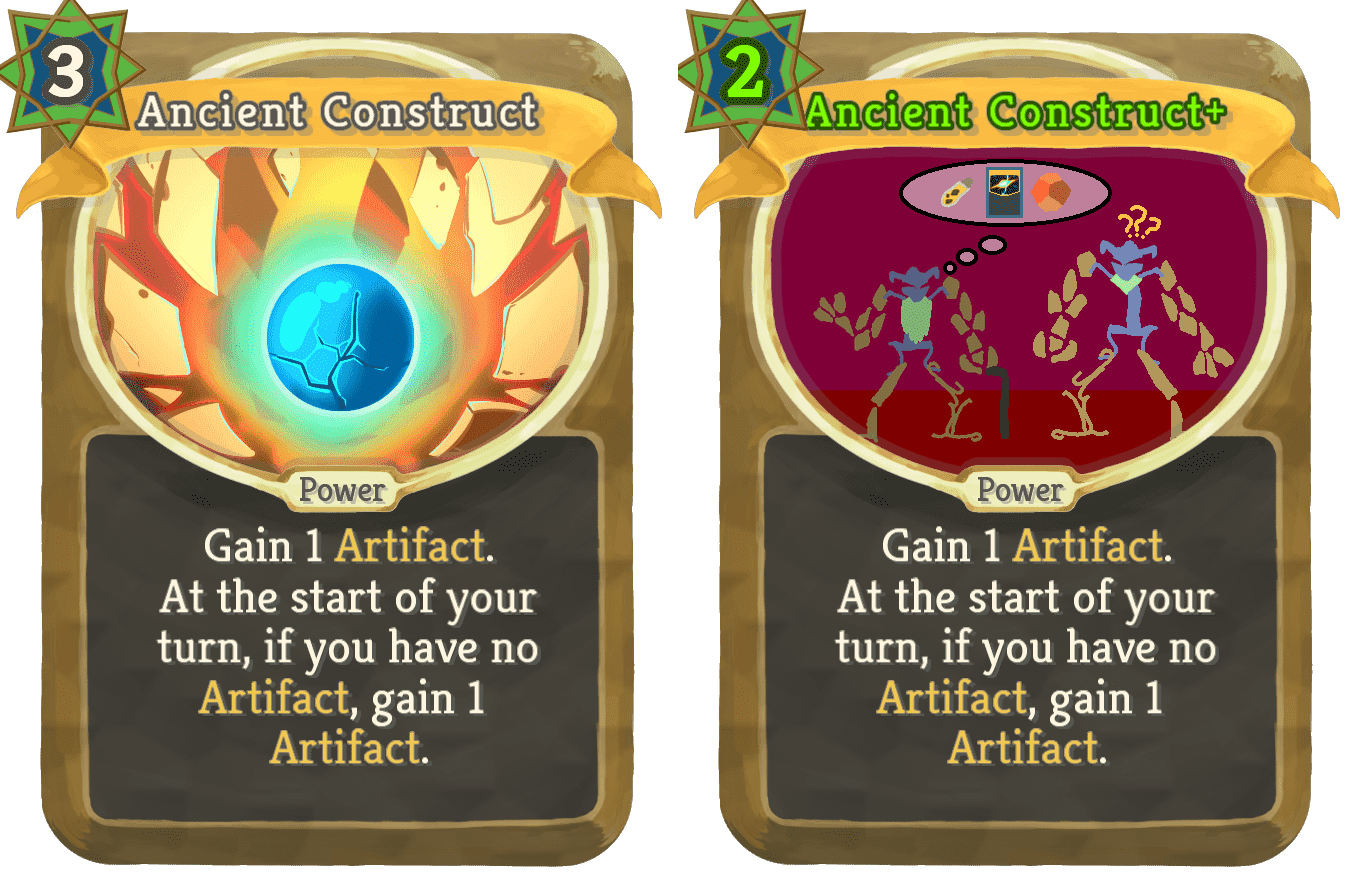 3
Ancient Construct
Power
Gain 1 Artifact.
At the start of your
turn, if you have no
Artifact, gain 1
Artifact.
2
Ancient Construct+
???
Power
Gain 1 Artifact.
At the start of your
turn, if you have no
Artifact, gain 1
Artifact.